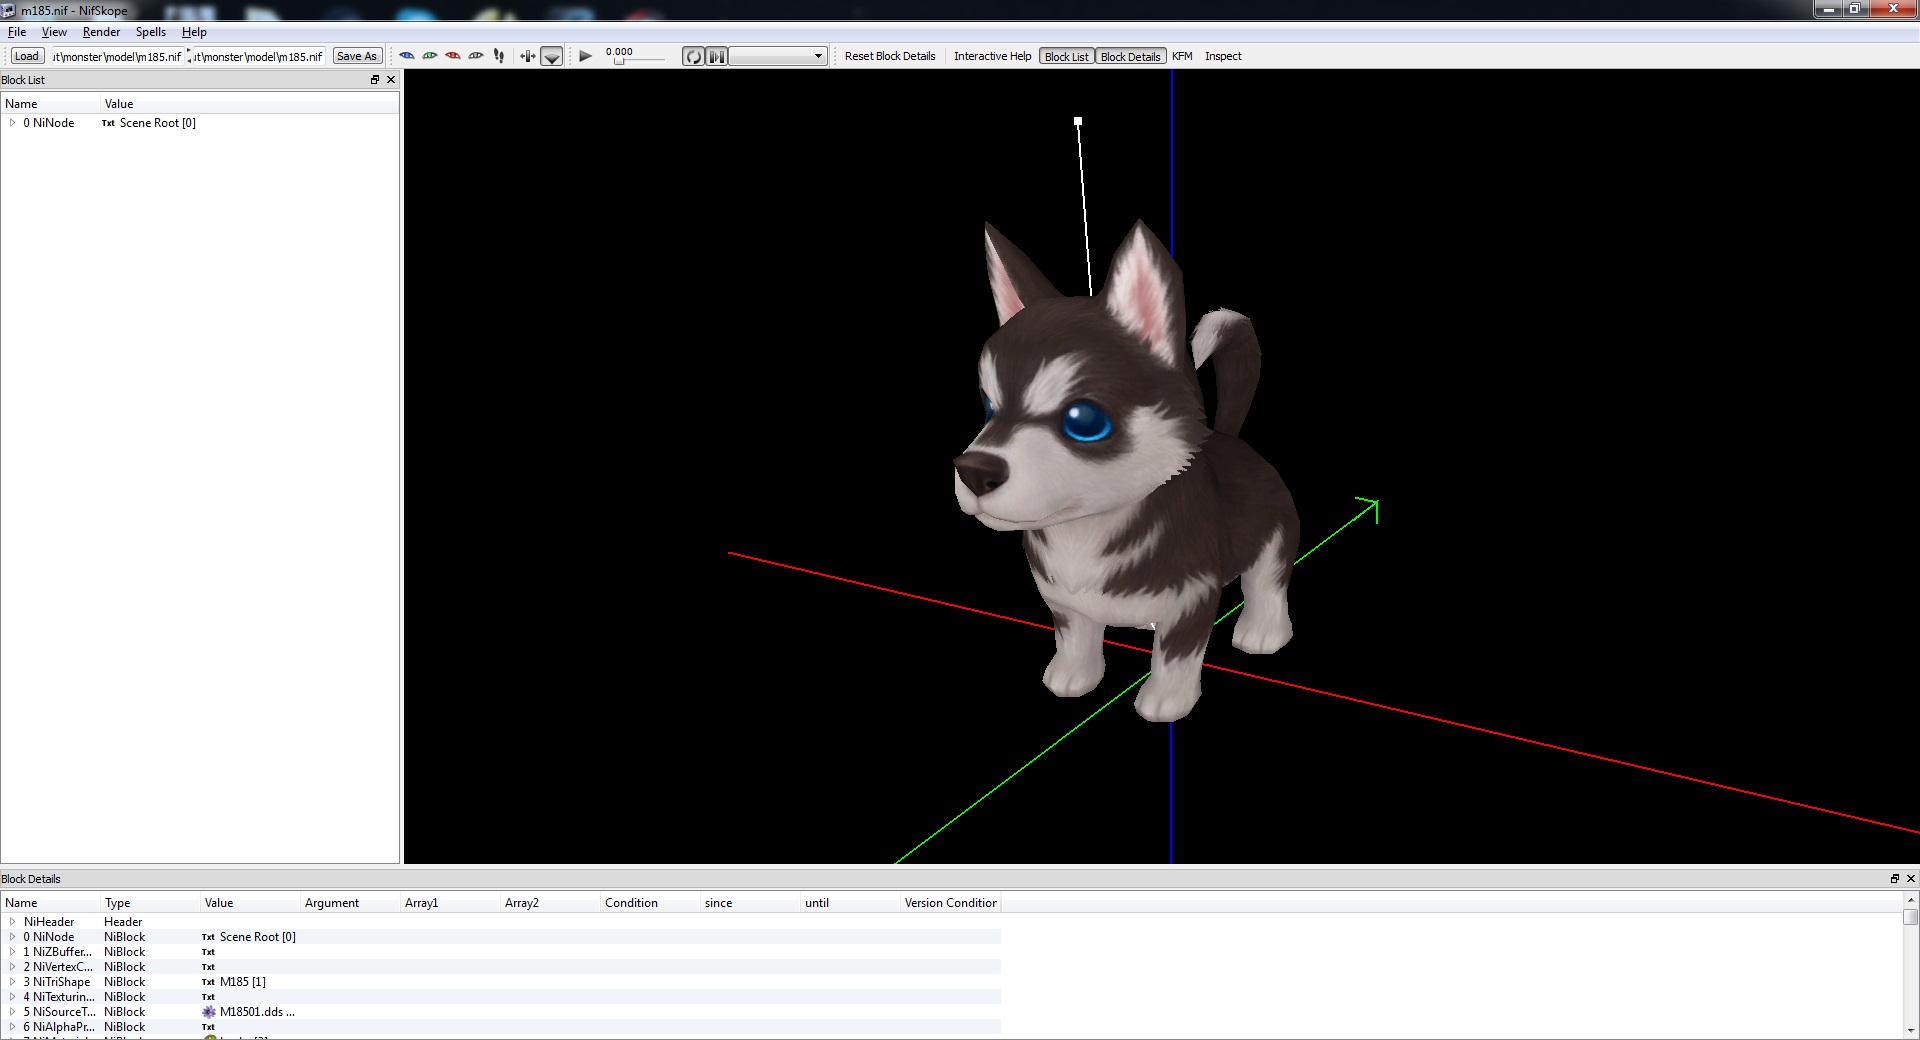 m185.nif - NifSkope
File View Render Spells Help
Load ut\monster\model\m185.nif ut\monster\model\m185.nif Save As 0.000 Reset Block Details Interactive Help Block List Block Details KFM Inspect
Block List
Name Value
0 NiNode Txt Scene Root [0]
Block Details
Name Type Value Argument Array1 Array2 Condition since until Version Condition
NiHeader Header
0 NiNode NiBlock Txt Scene Root [0]
1 NiZBuffer... NiBlock Txt
2 NiVertexC... NiBlock Txt
3 NiTriShape NiBlock Txt M185 [1]
4 NiTexturin... NiBlock Txt
5 NiSourceT... NiBlock M18501.dds ...
6 NiAlphaPr... NiBlock Txt